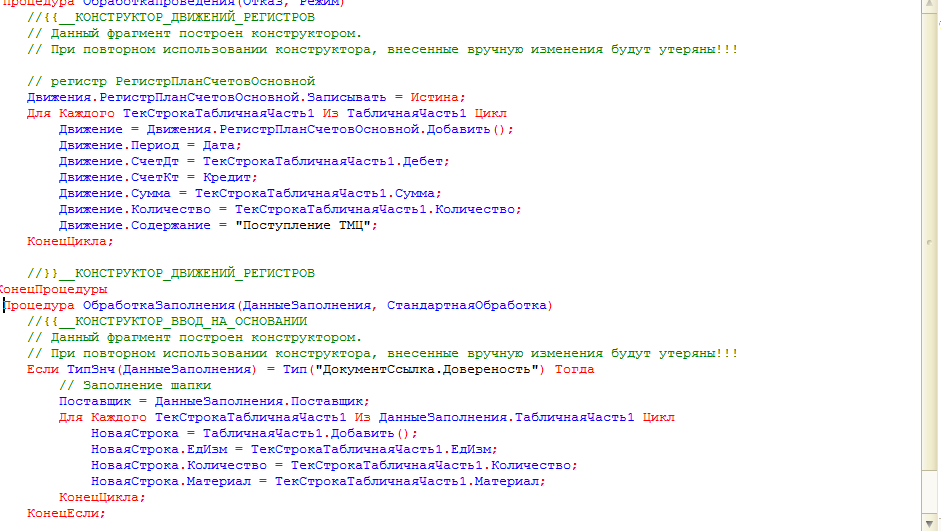 Процедура ОбработкаПроведения(Отказ, Режим)
//{{__КОНСТРУКТОР_ДВИЖЕНИЙ_РЕГИСТРОВ
// Данный фрагмент построен конструктором.
// При повторном использовании конструктора, внесенные вручную изменения будут утеряны!!!
// регистр РегистрПланСчетовОсновной
Движения.РегистрПланСчетовОсновной.Записывать = Истина;
Для Каждого ТекСтрокаТабличнаяЧасть1 Из ТабличнаяЧасть1 Цикл
Движение = Движения.РегистрПланСчетовОсновной.Добавить();
Движение.Период = Дата;
Движение.СчетДт = ТекСтрокаТабличнаяЧасть1.Дебет;
Движение.СчетКт = Кредит;
Движение.Сумма = ТекСтрокаТабличнаяЧасть1.Сумма;
Движение.Количество = ТекСтрокаТабличнаяЧасть1.Количество;
Движение.Содержание = "Поступление ТМЦ";
КонецЦикла;
//}}__КОНСТРУКТОР_ДВИЖЕНИЙ_РЕГИСТРОВ
КонецПроцедуры
Процедура ОбработкаЗаполнения(ДанныеЗаполнения, СтандартнаяОбработка)
//{{__КОНСТРУКТОР_ВВОД_НА_ОСНОВАНИИ
// Данный фрагмент построен конструктором.
// При повторном использовании конструктора, внесенные вручную изменения будут утеряны!!!
Если ТипЗнч(ДанныеЗаполнения) = Тип("ДокументСсылка.Довереность") Тогда
// Заполнение шапки
Поставщик = ДанныеЗаполнения.Поставщик;
Для Каждого ТекСтрокаТабличнаяЧасть1 Из ДанныеЗаполнения.ТабличнаяЧасть1 Цикл
НоваяСтрока = ТабличнаяЧасть1.Добавить();
НоваяСтрока.ЕдИзм = ТекСтрокаТабличнаяЧасть1.ЕдИзм;
НоваяСтрока.Количество = ТекСтрокаТабличнаяЧасть1.Количество;
НоваяСтрока.Материал = ТекСтрокаТабличнаяЧасть1.Материал;
КонецЦикла;
КонецЕсли;